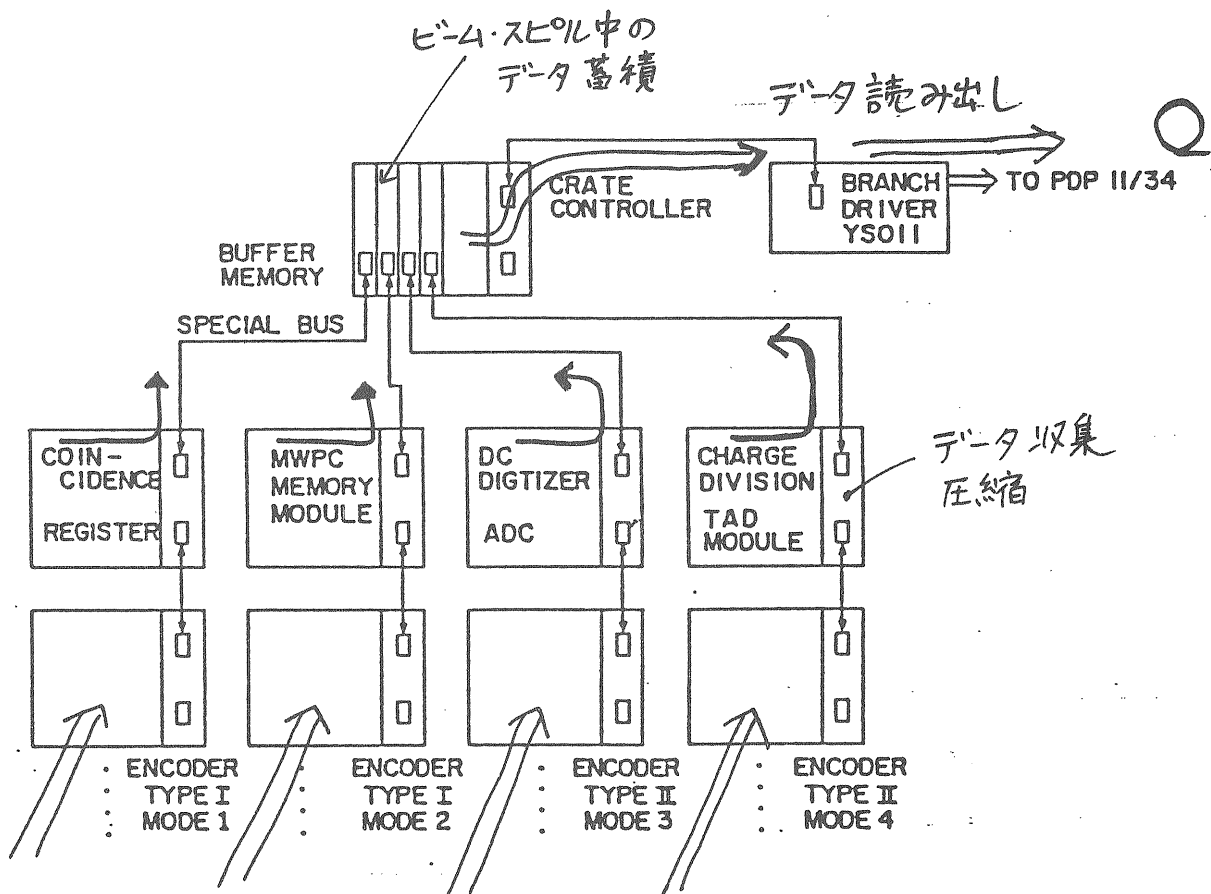 ビーム・スピル中の
データ蓄積
データ読み出し
CRATE
CONTROLLER
BRANCH
DRIVER
YSO11
TO PDP 11/34
BUFFER
MEMORY
SPECIAL BUS
COIN-
CIDENCE
REGISTER
MWPC
MEMORY
MODULE
DC
DIGTIZER
ADC
CHARGE
DIVISION
TAD
MODULE
データ収集
圧縮
ENCODER
TYPE I
MODE 1
ENCODER
TYPE I
MODE 2
ENCODER
TYPE II
MODE 3
ENCODER
TYPE II
MODE 4